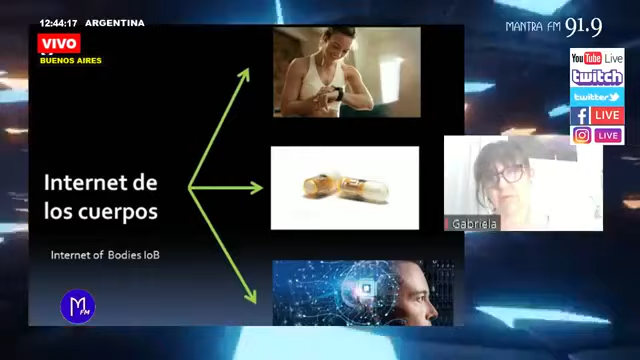 12:44:17 ARGENTINA
VIVO
BUENOS AIRES
MANTRA FM 91.9
YouTube Live
twitch
twitter
f LIVE
LIVE
Internet de
los cuerpos
Internet of Bodies IoB
Gabriela
M FM